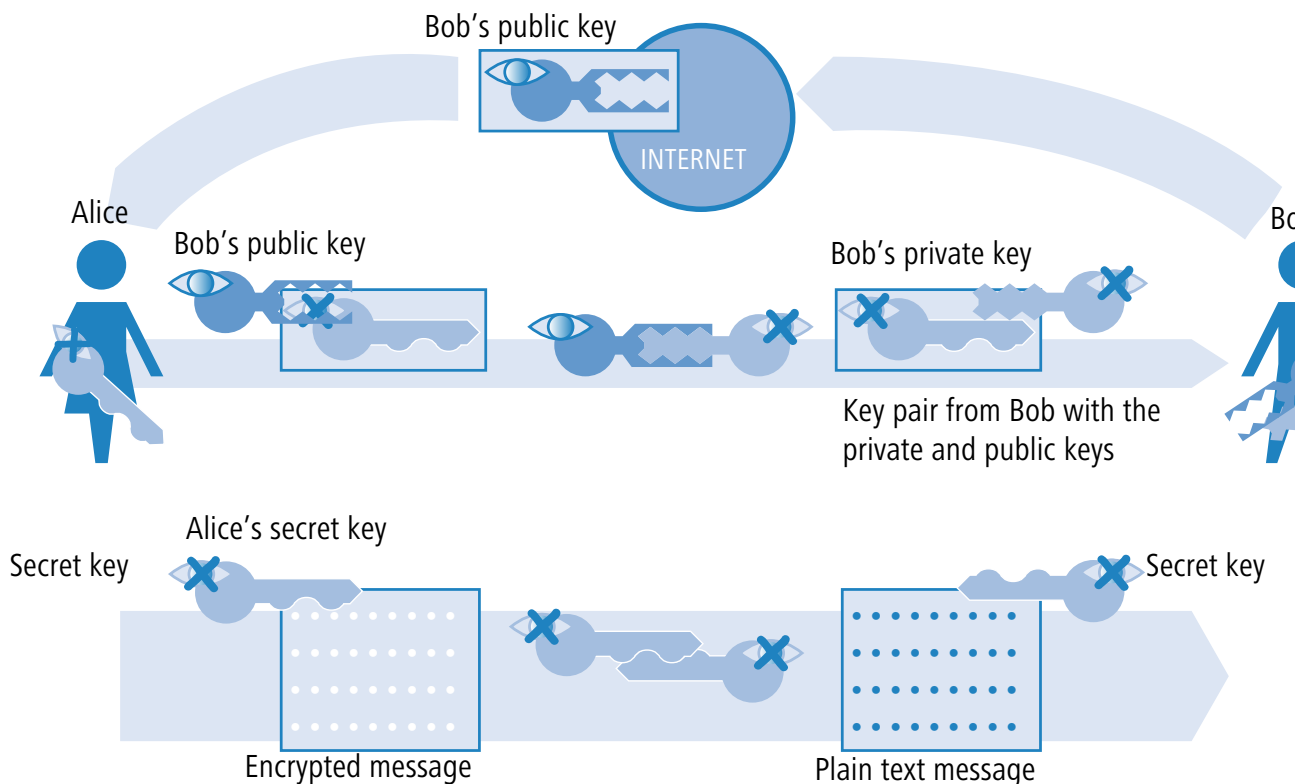 Bob’s public key
INTERNET
Alice
Bob’s public key
Bob’s private key
Key pair from Bob with the
private and public keys
Alice’s secret key
Secret key
Secret key
Encrypted message
Plain text message